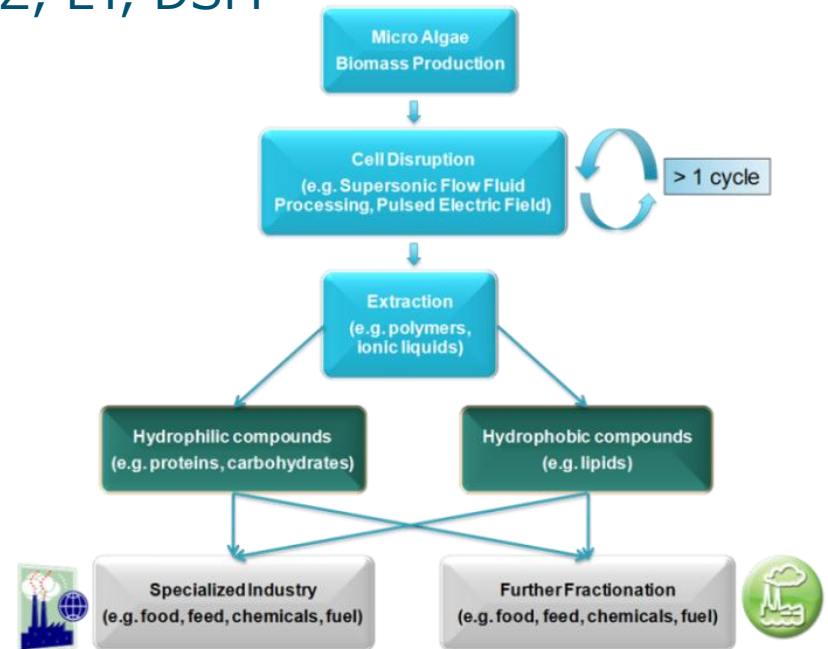 Z, ET, DSM
Micro Algae
Biomass Production
Cell Disruption
(e.g. Supersonic Flow Fluid
Processing, Pulsed Electric Field)
> 1 cycle
Extraction
(e.g. polymers,
ionic liquids)
Hydrophilic compounds
(e.g. proteins, carbohydrates)
Hydrophobic compounds
(e.g. lipids)
Specialized Industry
(e.g. food, feed, chemicals, fuel)
Further Fractionation
(e.g. food, feed, chemicals, fuel)